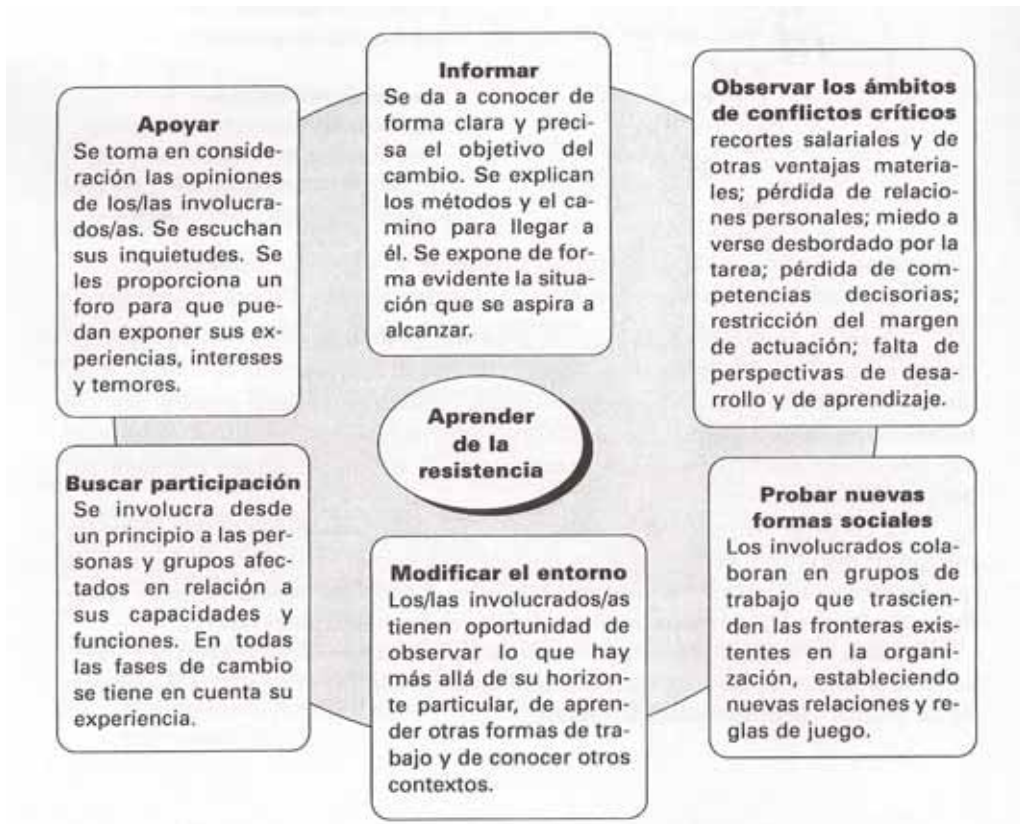 Informar
Se da a conocer de
forma clara y preci-
sa el objetivo del
cambio. Se explican
los métodos y el ca-
mino para llegar a
él. Se expone de for-
ma evidente la situa-
ción que se aspira a
alcanzar.
Observar los ámbitos
de conflictos críticos
recortes salariales y de
otras ventajas materia-
les; pérdida de relacio-
nes personales; miedo a
verse desbordado por la
tarea; pérdida de com-
petencias decisorias;
restricción del margen
de actuación; falta de
perspectivas de desa-
rrollo y de aprendizaje.
Probar nuevas
formas sociales
Los involucrados cola-
boran en grupos de
trabajo que trascien-
den las fronteras exis-
tentes en la organi-
zación, estableciendo
nuevas relaciones y re-
glas de juego.
Modificar el entorno
Los/las involucrados/as
tienen oportunidad de
observar lo que hay
más allá de su horizon-
te particular, de apren-
der otras formas de tra-
bajo y de conocer otros
contextos.
Buscar participación
Se involucra desde
un principio a las per-
sonas y grupos afec-
tados en relación a
sus capacidades y
funciones. En todas
las fases de cambio
se tiene en cuenta su
experiencia.
Apoyar
Se toma en conside-
ración las opiniones
de los/las involucra-
dos/as. Se escuchan
sus inquietudes. Se
les proporciona un
foro para que pue-
dan exponer sus ex-
periencias, intereses
y temores.
Aprender
de la
resistencia